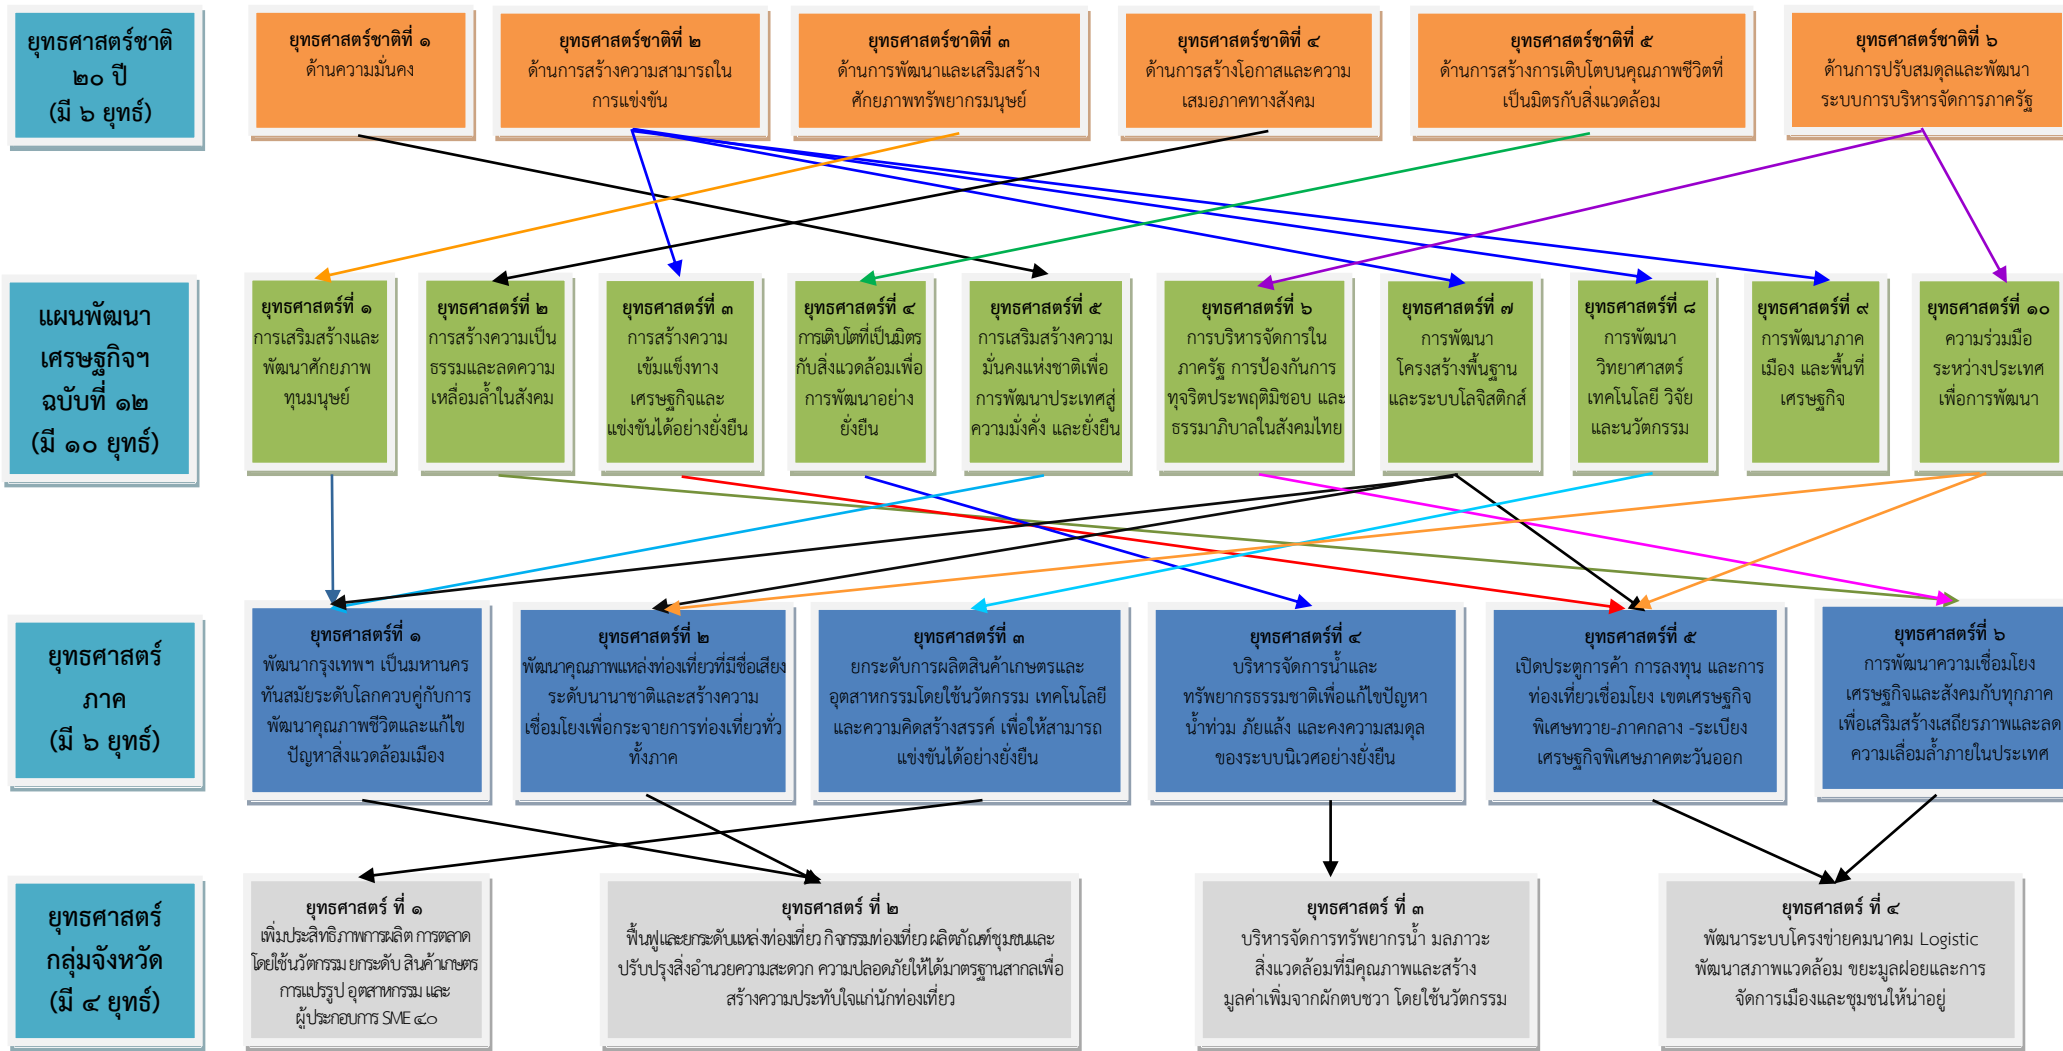 ยุทธศาสตร์ชาติ
๒๐ ปี
(มี ๖ ยุทธ์)
ยุทธศาสตร์ชาติที่ ๑
ด้านความมั่นคง
ยุทธศาสตร์ชาติที่ ๒
ด้านการสร้างความสามารถใน
การแข่งขัน
ยุทธศาสตร์ชาติที่ ๓
ด้านการพัฒนาและเสริมสร้าง
ศักยภาพทรัพยากรมนุษย์
ยุทธศาสตร์ชาติที่ ๔
ด้านการสร้างโอกาสและความ
เสมอภาคทางสังคม
ยุทธศาสตร์ชาติที่ ๕
ด้านการสร้างการเติบโตบนคุณภาพชีวิตที่
เป็นมิตรกับสิ่งแวดล้อม
ยุทธศาสตร์ชาติที่ ๖
ด้านการปรับสมดุลและพัฒนา
ระบบการบริหารจัดการภาครัฐ
แผนพัฒนา
เศรษฐกิจฯ
ฉบับที่ ๑๒
(มี ๑๐ ยุทธ์)
ยุทธศาสตร์ที่ ๑
การเสริมสร้างและ
พัฒนาศักยภาพ
ทุนมนุษย์
ยุทธศาสตร์ที่ ๒
การสร้างความเป็น
ธรรมและลดความ
เหลื่อมล้ำในสังคม
ยุทธศาสตร์ที่ ๓
การสร้างความ
เข้มแข็งทาง
เศรษฐกิจและ
แข่งขันได้อย่างยั่งยืน
ยุทธศาสตร์ที่ ๔
การเติบโตที่เป็นมิตร
กับสิ่งแวดล้อมเพื่อ
การพัฒนาอย่าง
ยั่งยืน
ยุทธศาสตร์ที่ ๕
การเสริมสร้างความ
มั่นคงแห่งชาติเพื่อ
การพัฒนาประเทศสู่
ความมั่งคั่ง และยั่งยืน
ยุทธศาสตร์ที่ ๖
การบริหารจัดการใน
ภาครัฐ การป้องกันการ
ทุจริตประพฤติมิชอบ และ
ธรรมาภิบาลในสังคมไทย
ยุทธศาสตร์ที่ ๗
การพัฒนา
โครงสร้างพื้นฐาน
และระบบโลจิสติกส์
ยุทธศาสตร์ที่ ๘
การพัฒนา
วิทยาศาสตร์
เทคโนโลยี วิจัย
และนวัตกรรม
ยุทธศาสตร์ที่ ๙
การพัฒนาภาค
เมือง และพื้นที่
เศรษฐกิจ
ยุทธศาสตร์ที่ ๑๐
ความร่วมมือ
ระหว่างประเทศ
เพื่อการพัฒนา
ยุทธศาสตร์
ภาค
(มี ๖ ยุทธ์)
ยุทธศาสตร์ที่ ๑
พัฒนากรุงเทพฯ เป็นมหานคร
ทันสมัยระดับโลกควบคู่กับการ
พัฒนาคุณภาพชีวิตและแก้ไข
ปัญหาสิ่งแวดล้อมเมือง
ยุทธศาสตร์ที่ ๒
พัฒนาคุณภาพแหล่งท่องเที่ยวที่มีชื่อเสียง
ระดับนานาชาติและสร้างความ
เชื่อมโยงเพื่อกระจายการท่องเที่ยวทั่ว
ทั้งภาค
ยุทธศาสตร์ที่ ๓
ยกระดับการผลิตสินค้าเกษตรและ
อุตสาหกรรมโดยใช้นวัตกรรม เทคโนโลยี
และความคิดสร้างสรรค์ เพื่อให้สามารถ
แข่งขันได้อย่างยั่งยืน
ยุทธศาสตร์ที่ ๔
บริหารจัดการน้ำและ
ทรัพยากรธรรมชาติเพื่อแก้ไขปัญหา
น้ำท่วม ภัยแล้ง และคงความสมดุล
ของระบบนิเวศอย่างยั่งยืน
ยุทธศาสตร์ที่ ๕
เปิดประตูการค้า การลงทุน และการ
ท่องเที่ยวเชื่อมโยง เขตเศรษฐกิจ
พิเศษทวาย-ภาคกลาง -ระเบียง
เศรษฐกิจพิเศษภาคตะวันออก
ยุทธศาสตร์ที่ ๖
การพัฒนาความเชื่อมโยง
เศรษฐกิจและสังคมกับทุกภาค
เพื่อเสริมสร้างเสถียรภาพและลด
ความเลื่อมล้ำภายในประเทศ
ยุทธศาสตร์
กลุ่มจังหวัด
(มี ๔ ยุทธ์)
ยุทธศาสตร์ ที่ ๑
เพิ่มประสิทธิภาพการผลิต การตลาด
โดยใช้นวัตกรรม ยกระดับ สินค้าเกษตร
การแปรรูป อุตสาหกรรม และ
ผู้ประกอบการ SME ๔.๐
ยุทธศาสตร์ ที่ ๒
ฟื้นฟูและยกระดับแหล่งท่องเที่ยว กิจกรรมท่องเที่ยว ผลิตภัณฑ์ชุมชนและ
ปรับปรุงสิ่งอำนวยความสะดวก ความปลอดภัยให้ได้มาตรฐานสากลเพื่อ
สร้างความประทับใจแก่นักท่องเที่ยว
ยุทธศาสตร์ ที่ ๓
บริหารจัดการทรัพยากรน้ำ มลภาวะ
สิ่งแวดล้อมที่มีคุณภาพและสร้าง
มูลค่าเพิ่มจากผักตบชวา โดยใช้นวัตกรรม
ยุทธศาสตร์ ที่ ๔
พัฒนาระบบโครงข่ายคมนาคม Logistic
พัฒนาสภาพแวดล้อม ขยะมูลฝอยและการ
จัดการเมืองและชุมชนให้น่าอยู่